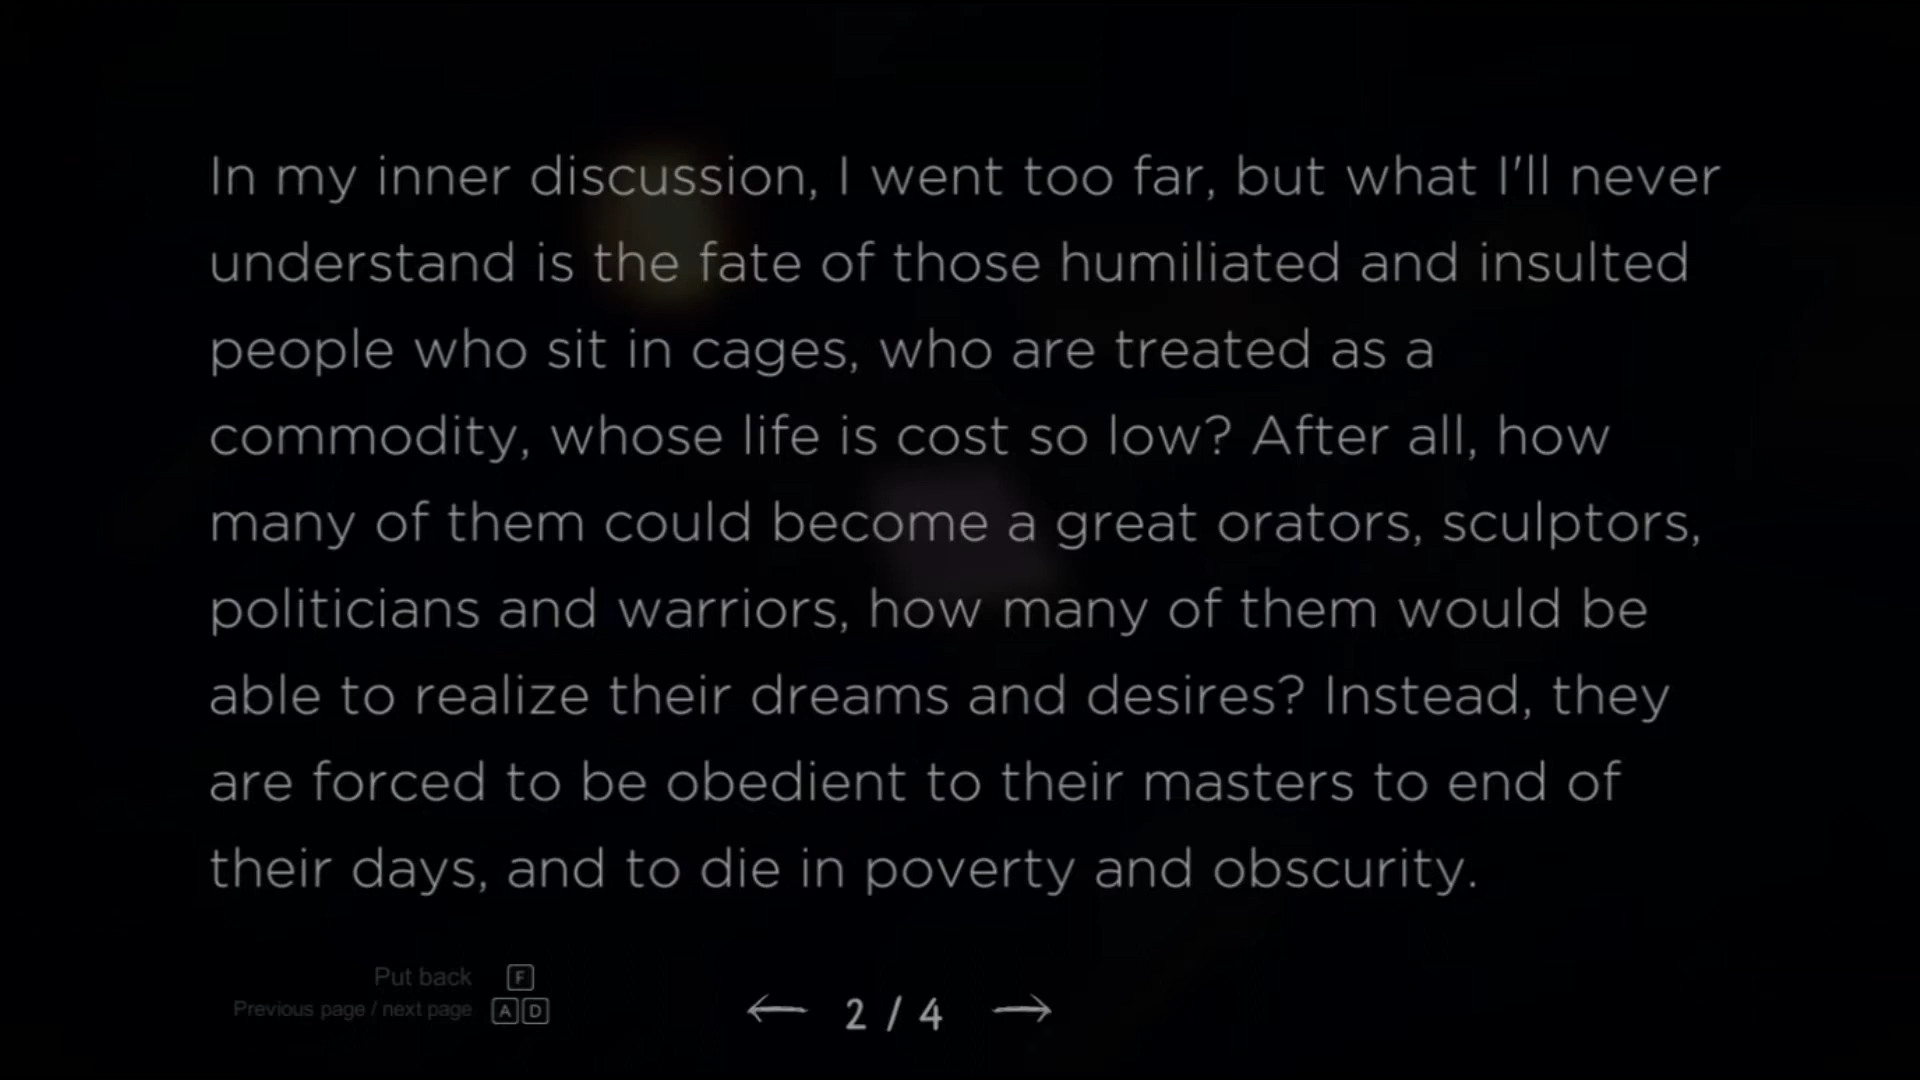 In my inner discussion, I went too far, but what I'll never
understand is the fate of those humiliated and insulted
people who sit in cages, who are treated as a
commodity, whose life is cost so low? After all, how
many of them could become a great orators, sculptors,
politicians and warriors, how many of them would be
able to realize their dreams and desires? Instead, they
are forced to be obedient to their masters to end of
their days, and to die in poverty and obscurity.
Put back F
Previous page / next page A D
← 2 / 4 →